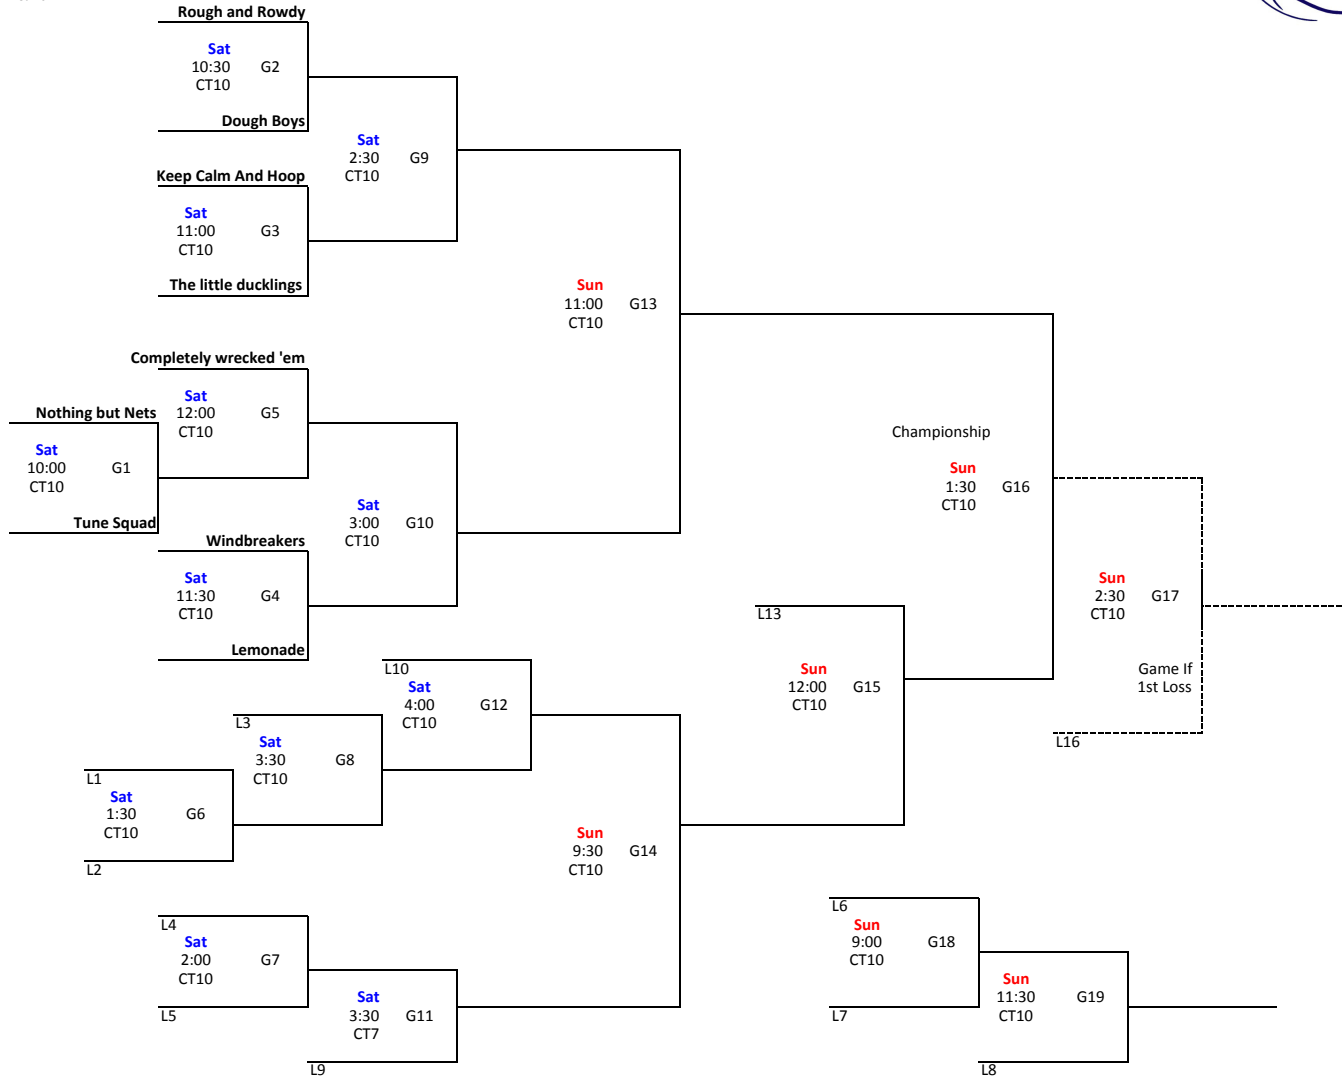 Rough and Rowdy
Sat
10:30 G2
CT10
Dough Boys
Sat
2:30 G9
CT10
Keep Calm And Hoop
Sat
11:00 G3
CT10
The little ducklings
Sun
11:00 G13
CT10
Completely wrecked 'em
Sat
12:00 G5
CT10
Nothing but Nets
Sat
10:00 G1
CT10
Tune Squad
Championship
Sun
1:30 G16
CT10
Sat
3:00 G10
CT10
Windbreakers
Sat
11:30 G4
CT10
Lemonade
Sun
2:30 G17
CT10
Game If
1st Loss
L16
L13
Sun
12:00 G15
CT10
L10
Sat
4:00 G12
CT10
L3
Sat
3:30 G8
CT10
L1
Sat
1:30 G6
CT10
L2
Sun
9:30 G14
CT10
L4
Sat
2:00 G7
CT10
L5
Sat
3:30 G11
CT7
L9
L6
Sun
9:00 G18
CT10
L7
Sun
11:30 G19
CT10
L8